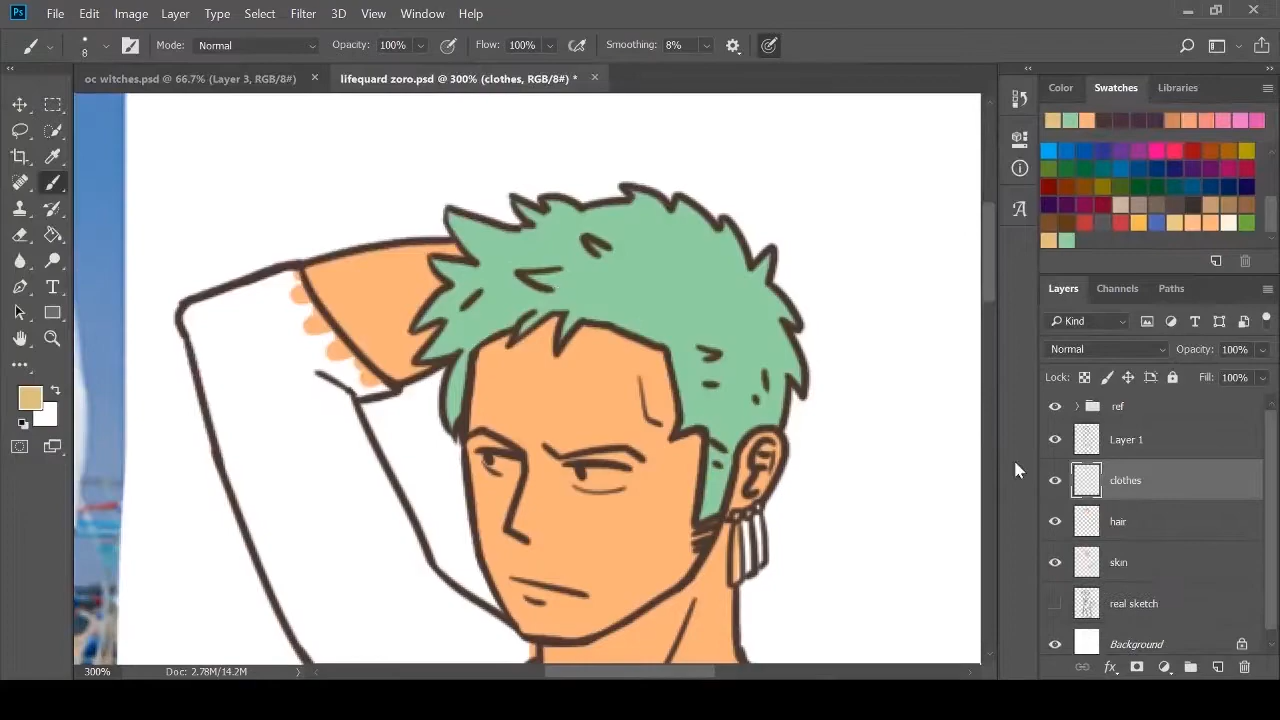 Ps File Edit Image Layer Type Select Filter 3D View Window Help
8 Mode: Normal Opacity: 100% Flow: 100% Smoothing: 8%
oc witches.psd @ 66.7% (Layer 3, RGB/8#) × lifequard zoro.psd @ 300% (clothes, RGB/8#) * ×
Color Swatches Libraries
Layers Channels Paths
Kind
Normal Opacity: 100%
Lock: Fill: 100%
ref
Layer 1
clothes
hair
skin
real sketch
Background
300% Doc: 2.78M/14.2M